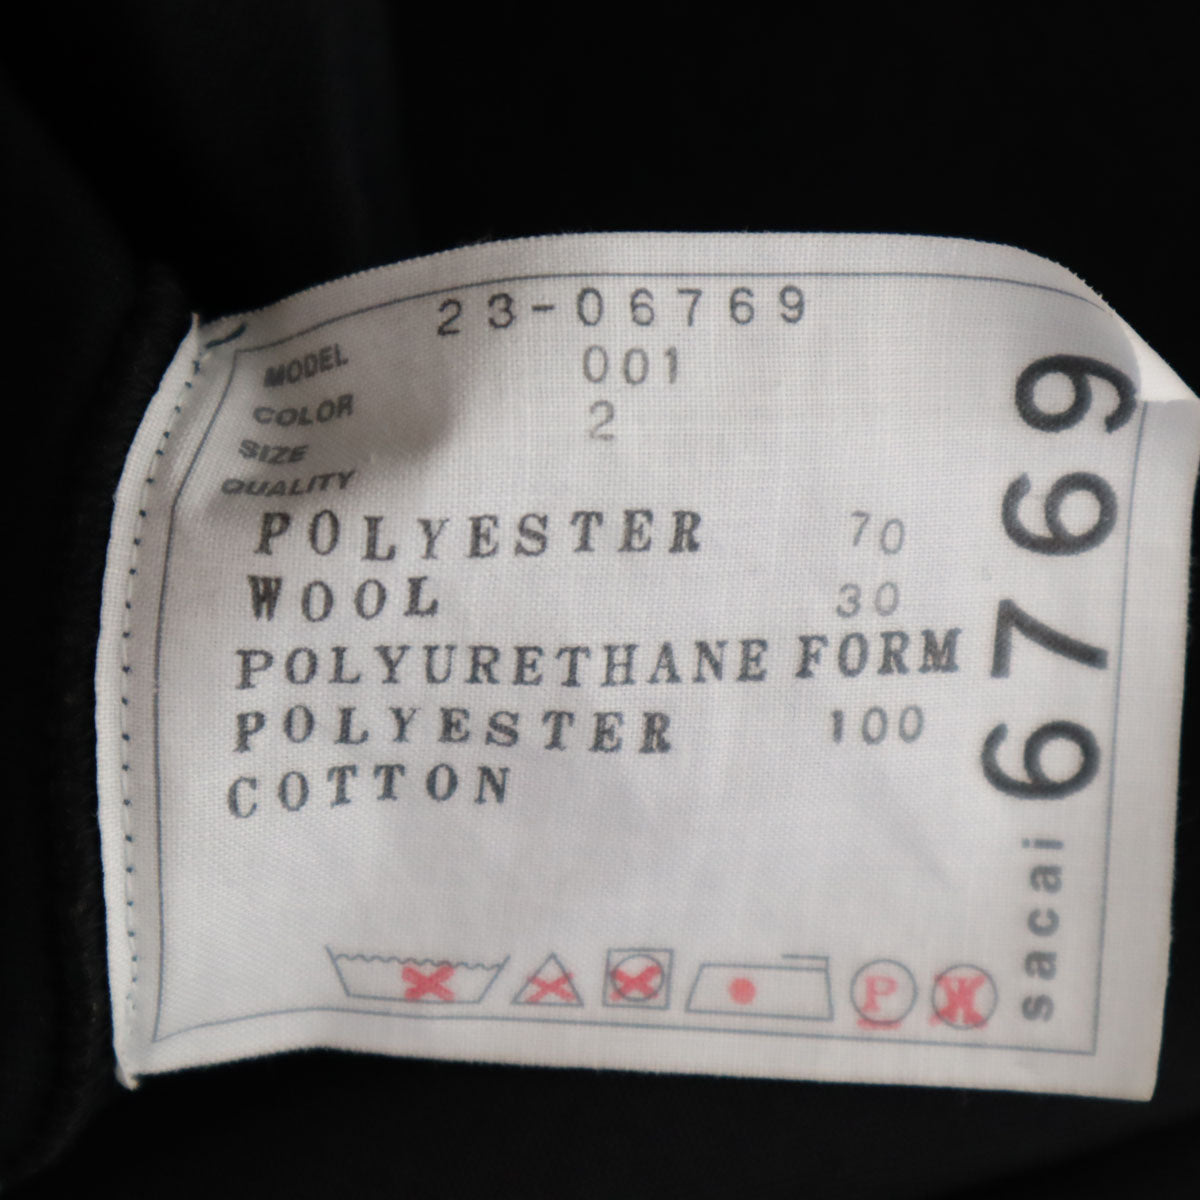 23-06769
MODEL 001
COLOR 2
SIZE
QUALITY
POLYESTER 70
WOOL 30
POLYURETHANE FORM
POLYESTER 100
COTTON
P
W
sacai 6769